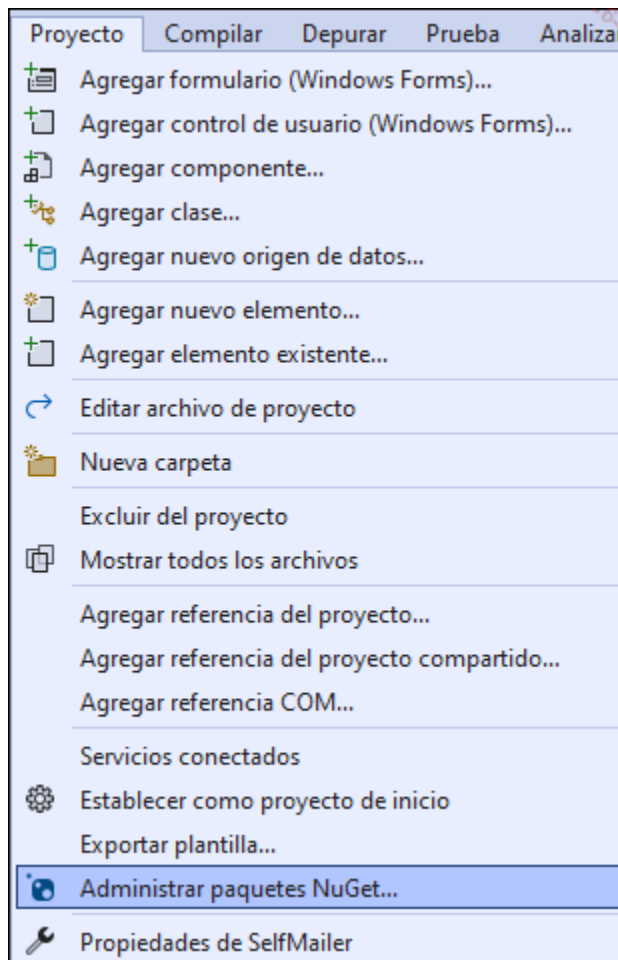 Proyecto Compilar Depurar Prueba Analiza
Agregar formulario (Windows Forms)...
Agregar control de usuario (Windows Forms)...
Agregar componente...
Agregar clase...
Agregar nuevo origen de datos...
Agregar nuevo elemento...
Agregar elemento existente...
Editar archivo de proyecto
Nueva carpeta
Excluir del proyecto
Mostrar todos los archivos
Agregar referencia del proyecto...
Agregar referencia del proyecto compartido...
Agregar referencia COM...
Servicios conectados
Establecer como proyecto de inicio
Exportar plantilla...
Administrar paquetes NuGet...
Propiedades de SelfMailer